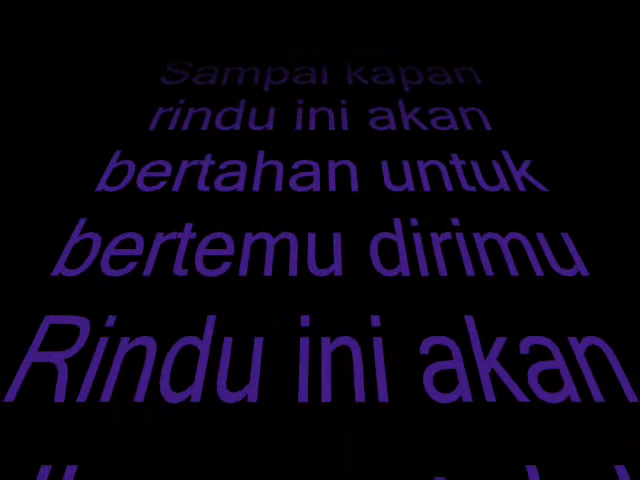 Sampai kapan
rindu ini akan
bertahan untuk
bertemu dirimu
Rindu ini akan